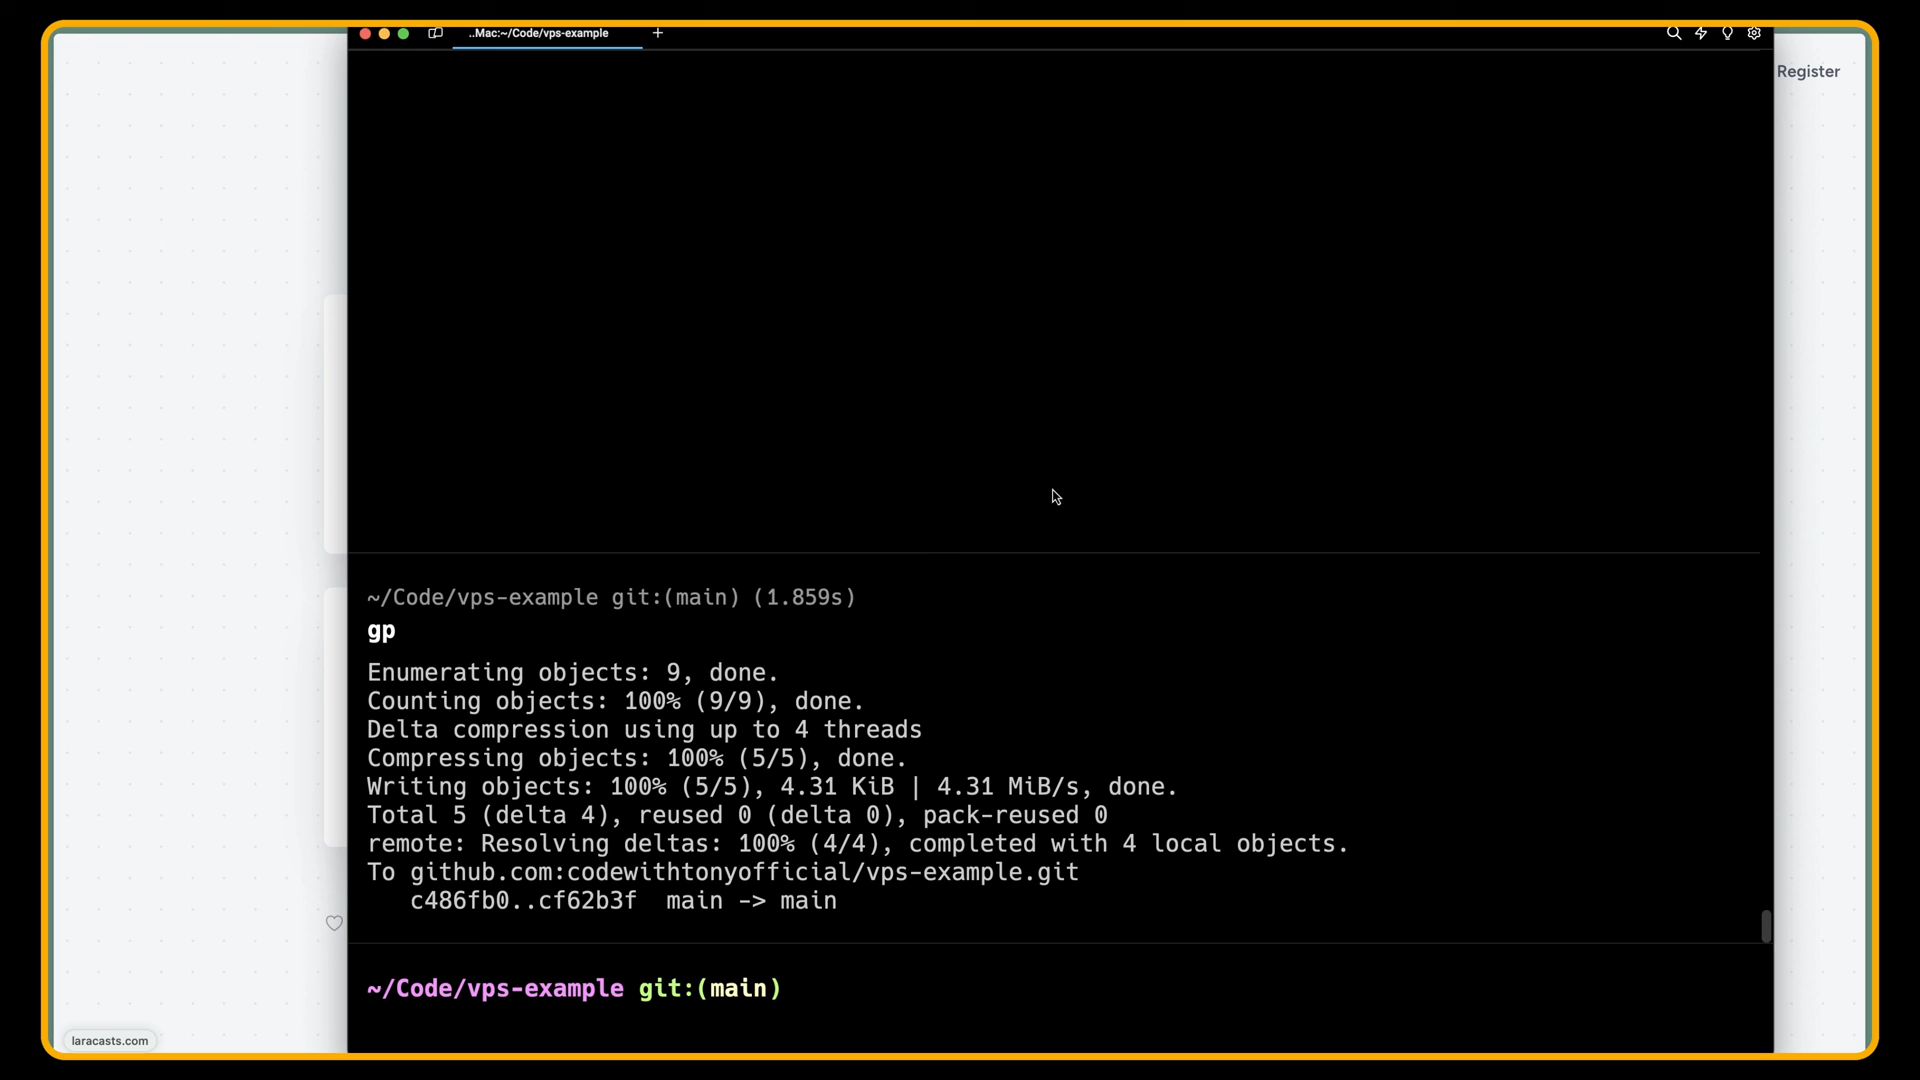 ..Mac:~/Code/vps-example
Register
~/Code/vps-example git:(main) (1.859s)
gp
Enumerating objects: 9, done.
Counting objects: 100% (9/9), done.
Delta compression using up to 4 threads
Compressing objects: 100% (5/5), done.
Writing objects: 100% (5/5), 4.31 KiB | 4.31 MiB/s, done.
Total 5 (delta 4), reused 0 (delta 0), pack-reused 0
remote: Resolving deltas: 100% (4/4), completed with 4 local objects.
To github.com:codewithtonyofficial/vps-example.git
c486fb0..cf62b3f  main -> main
~/Code/vps-example git:(main)
laracasts.com